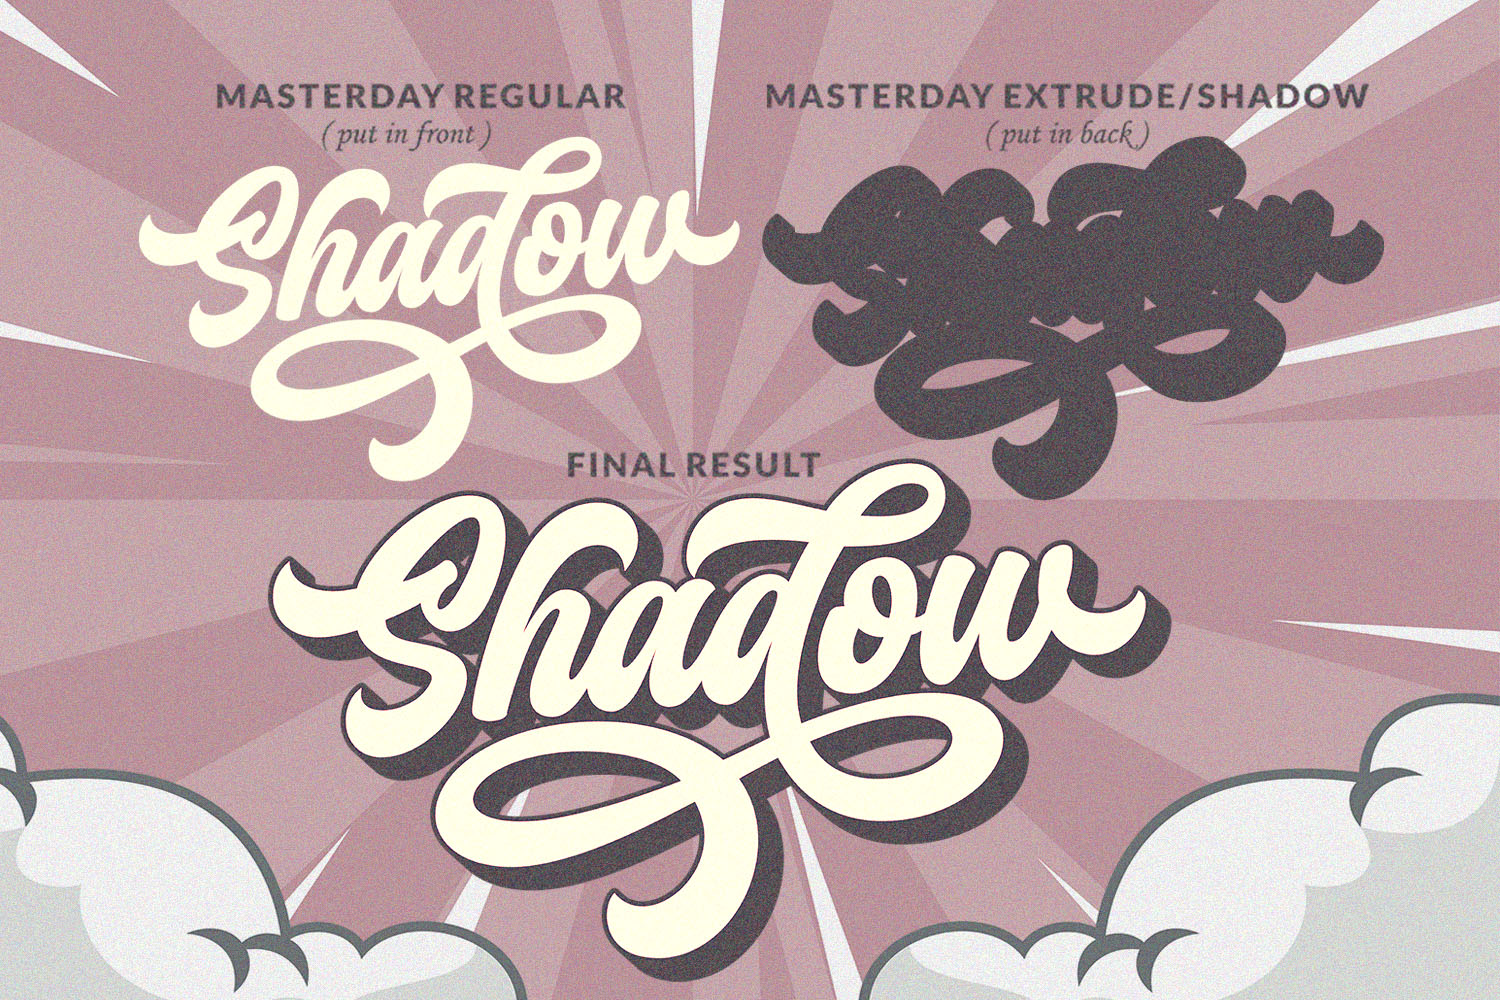 MASTERDAY REGULAR
( put in front )
Shadow
MASTERDAY EXTRUDE/SHADOW
( put in back )
FINAL RESULT
Shadow